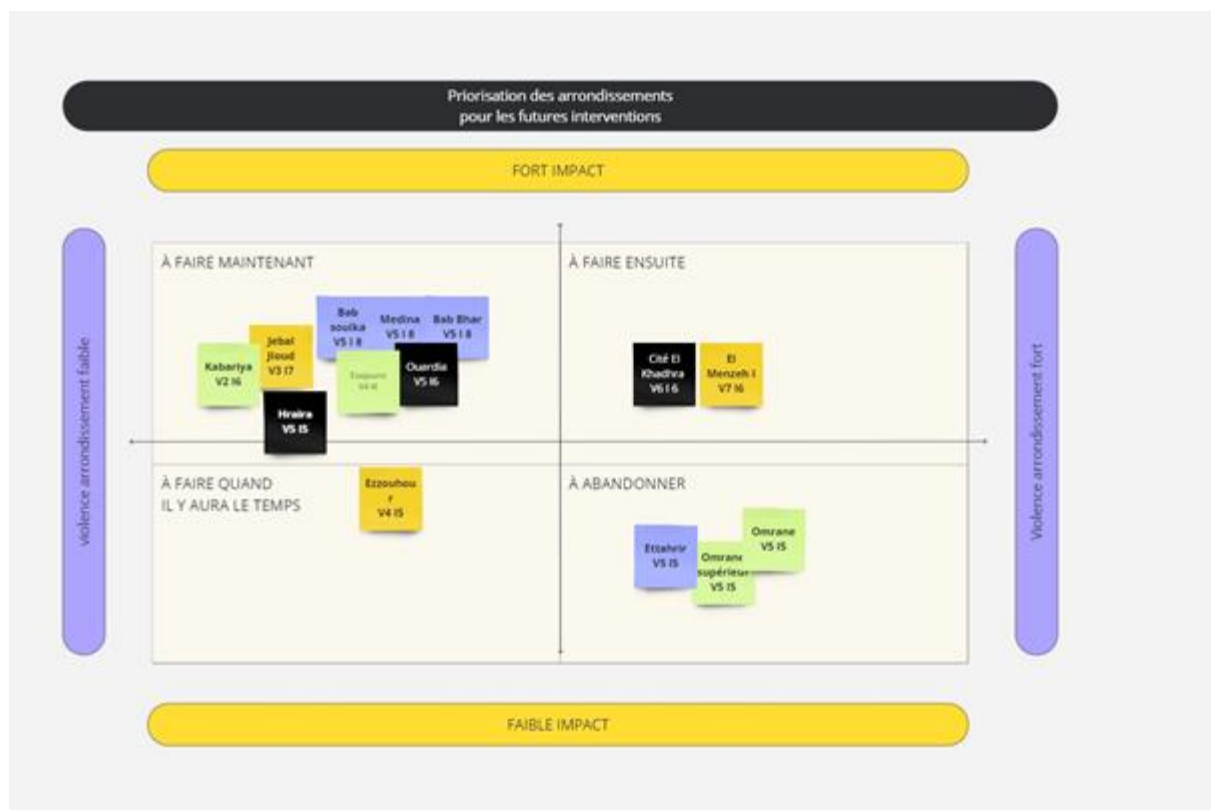 Priorisation des arrondissements
pour les futures interventions
FORT IMPACT
violence arrondissement faible
Violence arrondissement fort
À FAIRE MAINTENANT
À FAIRE ENSUITE
Bab
souika
V5 I 8
Medina
V5 I 8
Bab Bhar
V5 I 8
Jebal
Jloud
V3 I7
Kabariya
V2 I6
Ouardia
V5 I6
Hraira
V5 I5
Cité El
Khadhra
V6 I 6
El
Menzeh I
V7 I6
À FAIRE QUAND
IL Y AURA LE TEMPS
Ezzouhou
r
V4 I5
À ABANDONNER
Ettahrir
V5 I5
Omrane
supérieur
V5 I5
Omrane
V5 I5
FAIBLE IMPACT